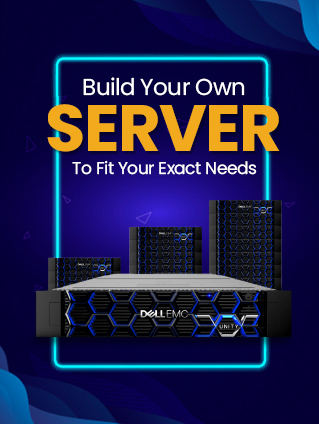 Build Your Own
SERVER
To Fit Your Exact Needs
DELL EMC
UNITY